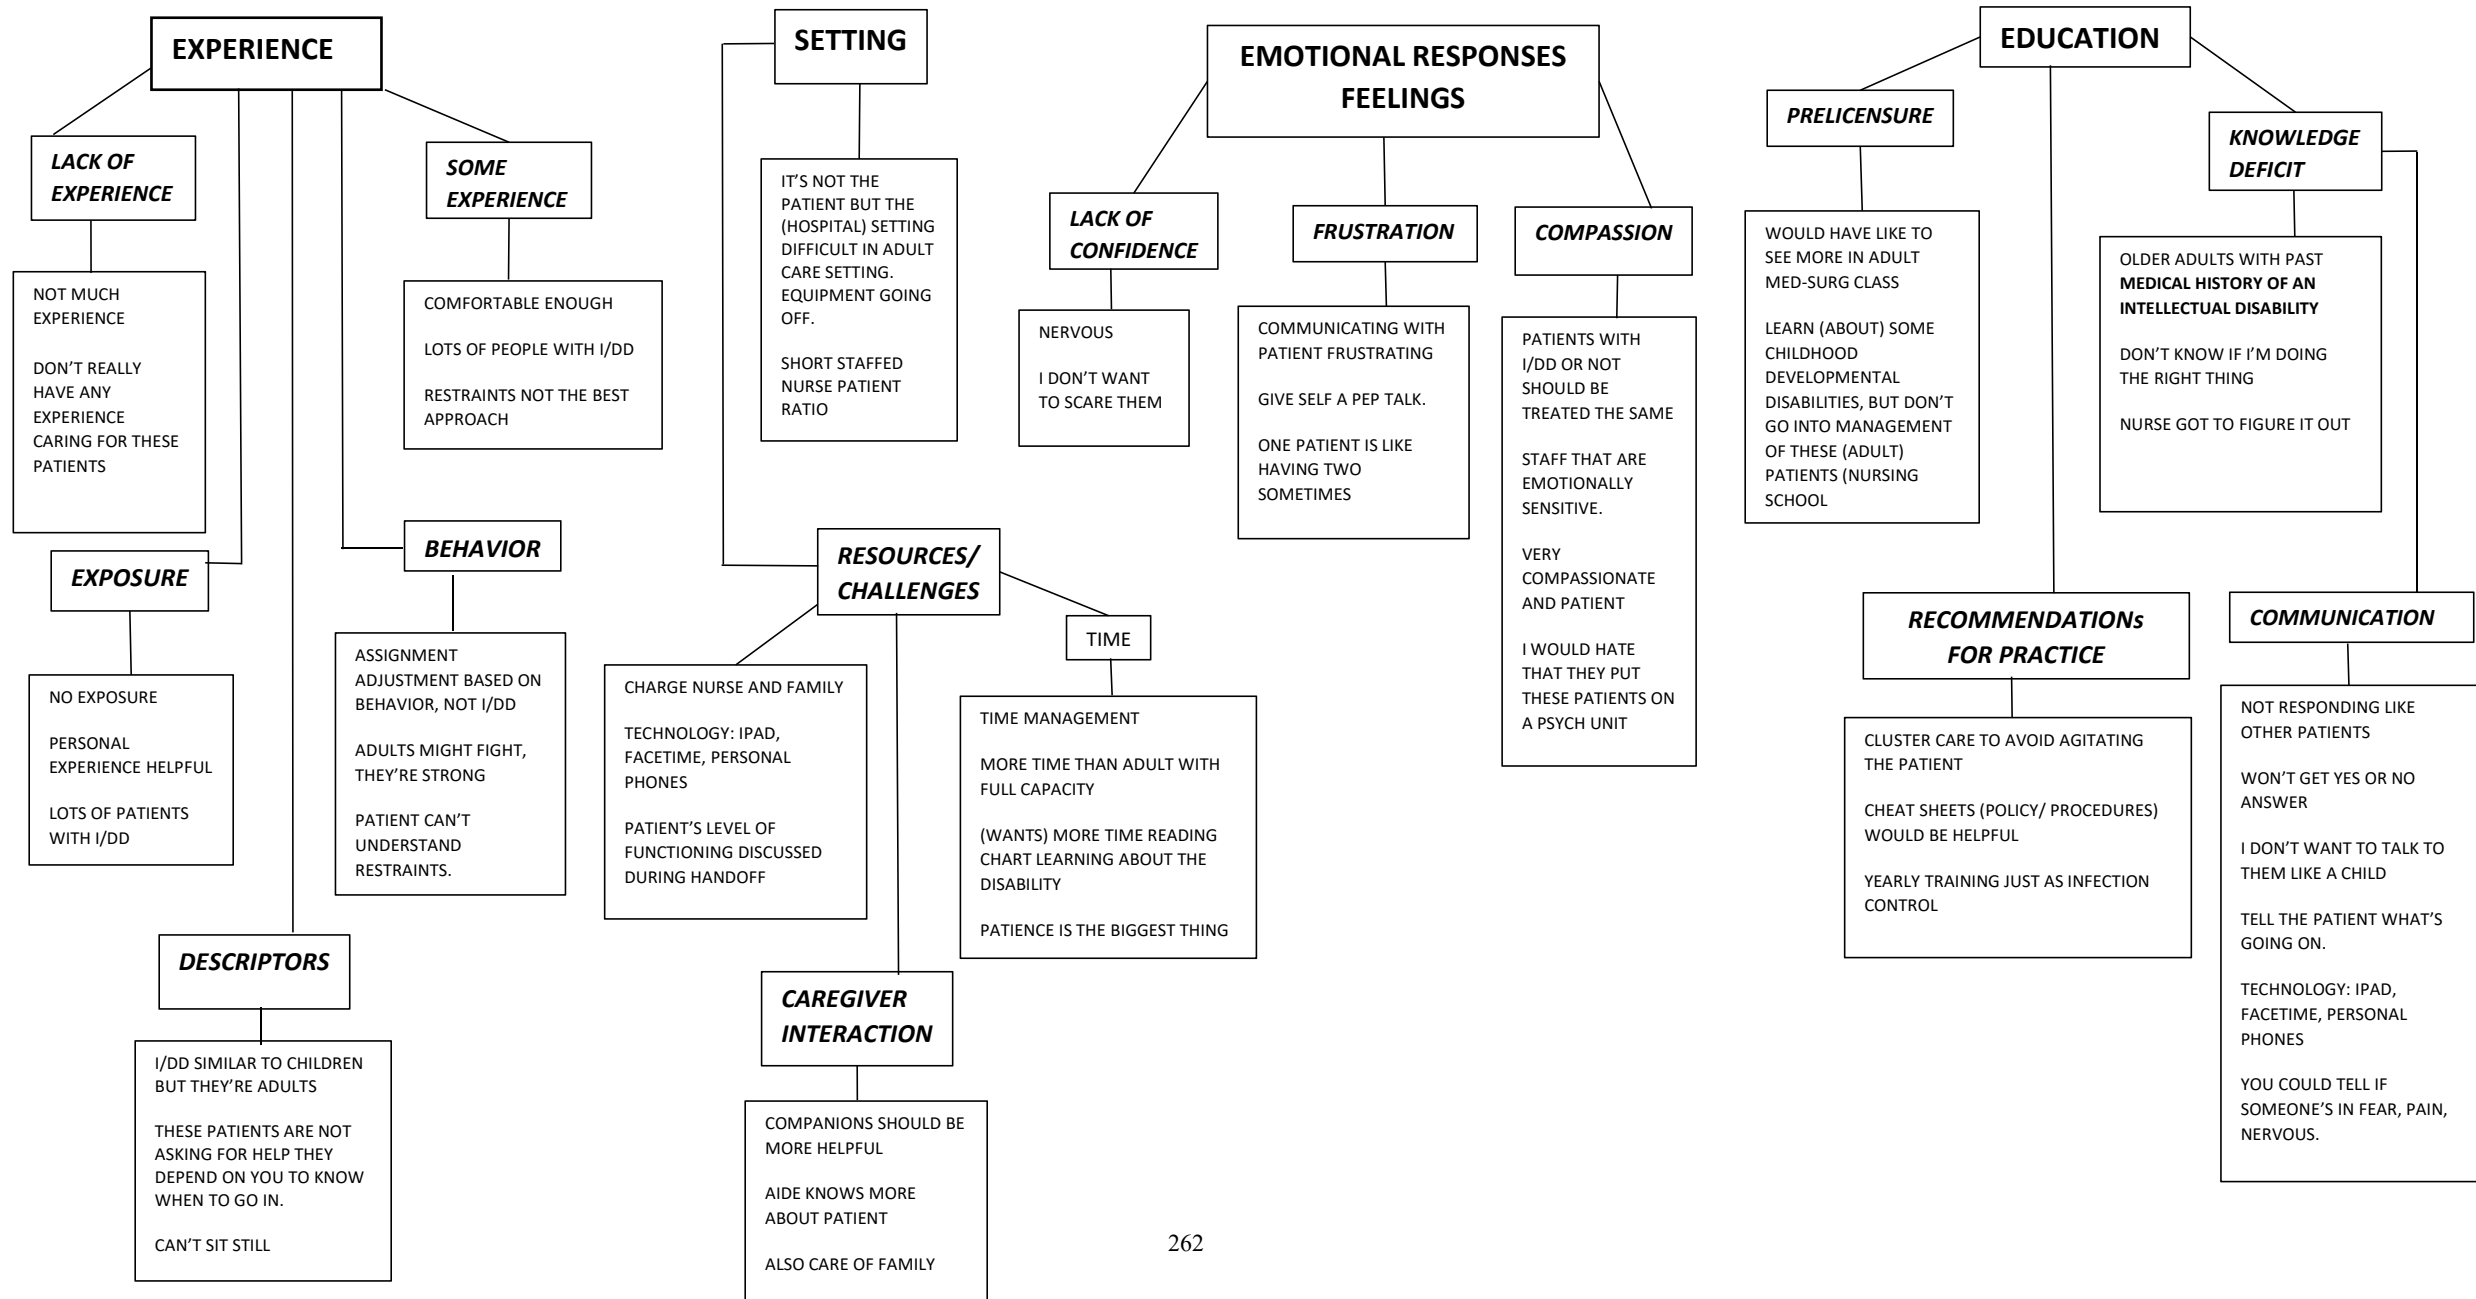 EXPERIENCE
LACK OF
EXPERIENCE
NOT MUCH
EXPERIENCE
DON'T REALLY
HAVE ANY
EXPERIENCE
CARING FOR THESE
PATIENTS
SOME
EXPERIENCE
COMFORTABLE ENOUGH
LOTS OF PEOPLE WITH I/DD
RESTRAINTS NOT THE BEST
APPROACH
EXPOSURE
NO EXPOSURE
PERSONAL
EXPERIENCE HELPFUL
LOTS OF PATIENTS
WITH I/DD
BEHAVIOR
ASSIGNMENT
ADJUSTMENT BASED ON
BEHAVIOR, NOT I/DD
ADULTS MIGHT FIGHT,
THEY'RE STRONG
PATIENT CAN'T
UNDERSTAND
RESTRAINTS.
DESCRIPTORS
I/DD SIMILAR TO CHILDREN
BUT THEY'RE ADULTS
THESE PATIENTS ARE NOT
ASKING FOR HELP THEY
DEPEND ON YOU TO KNOW
WHEN TO GO IN.
CAN'T SIT STILL
SETTING
IT'S NOT THE
PATIENT BUT THE
(HOSPITAL) SETTING
DIFFICULT IN ADULT
CARE SETTING.
EQUIPMENT GOING
OFF.
SHORT STAFFED
NURSE PATIENT
RATIO
RESOURCES/
CHALLENGES
CHARGE NURSE AND FAMILY
TECHNOLOGY: IPAD,
FACETIME, PERSONAL
PHONES
PATIENT'S LEVEL OF
FUNCTIONING DISCUSSED
DURING HANDOFF
TIME
TIME MANAGEMENT
MORE TIME THAN ADULT WITH
FULL CAPACITY
(WANTS) MORE TIME READING
CHART LEARNING ABOUT THE
DISABILITY
PATIENCE IS THE BIGGEST THING
CAREGIVER
INTERACTION
COMPANIONS SHOULD BE
MORE HELPFUL
AIDE KNOWS MORE
ABOUT PATIENT
ALSO CARE OF FAMILY
EMOTIONAL RESPONSES
FEELINGS
LACK OF
CONFIDENCE
NERVOUS
I DON'T WANT
TO SCARE THEM
FRUSTRATION
COMMUNICATING WITH
PATIENT FRUSTRATING
GIVE SELF A PEP TALK.
ONE PATIENT IS LIKE
HAVING TWO
SOMETIMES
COMPASSION
PATIENTS WITH
I/DD OR NOT
SHOULD BE
TREATED THE SAME
STAFF THAT ARE
EMOTIONALLY
SENSITIVE.
VERY
COMPASSIONATE
AND PATIENT
I WOULD HATE
THAT THEY PUT
THESE PATIENTS ON
A PSYCH UNIT
EDUCATION
PRELICENSURE
WOULD HAVE LIKE TO
SEE MORE IN ADULT
MED-SURG CLASS
LEARN (ABOUT) SOME
CHILDHOOD
DEVELOPMENTAL
DISABILITIES, BUT DON'T
GO INTO MANAGEMENT
OF THESE (ADULT)
PATIENTS (NURSING
SCHOOL
KNOWLEDGE
DEFICIT
OLDER ADULTS WITH PAST
MEDICAL HISTORY OF AN
INTELLECTUAL DISABILITY
DON'T KNOW IF I'M DOING
THE RIGHT THING
NURSE GOT TO FIGURE IT OUT
RECOMMENDATIONs
FOR PRACTICE
CLUSTER CARE TO AVOID AGITATING
THE PATIENT
CHEAT SHEETS (POLICY/ PROCEDURES)
WOULD BE HELPFUL
YEARLY TRAINING JUST AS INFECTION
CONTROL
COMMUNICATION
NOT RESPONDING LIKE
OTHER PATIENTS
WON'T GET YES OR NO
ANSWER
I DON'T WANT TO TALK TO
THEM LIKE A CHILD
TELL THE PATIENT WHAT'S
GOING ON.
TECHNOLOGY: IPAD,
FACETIME, PERSONAL
PHONES
YOU COULD TELL IF
SOMEONE'S IN FEAR, PAIN,
NERVOUS.
262